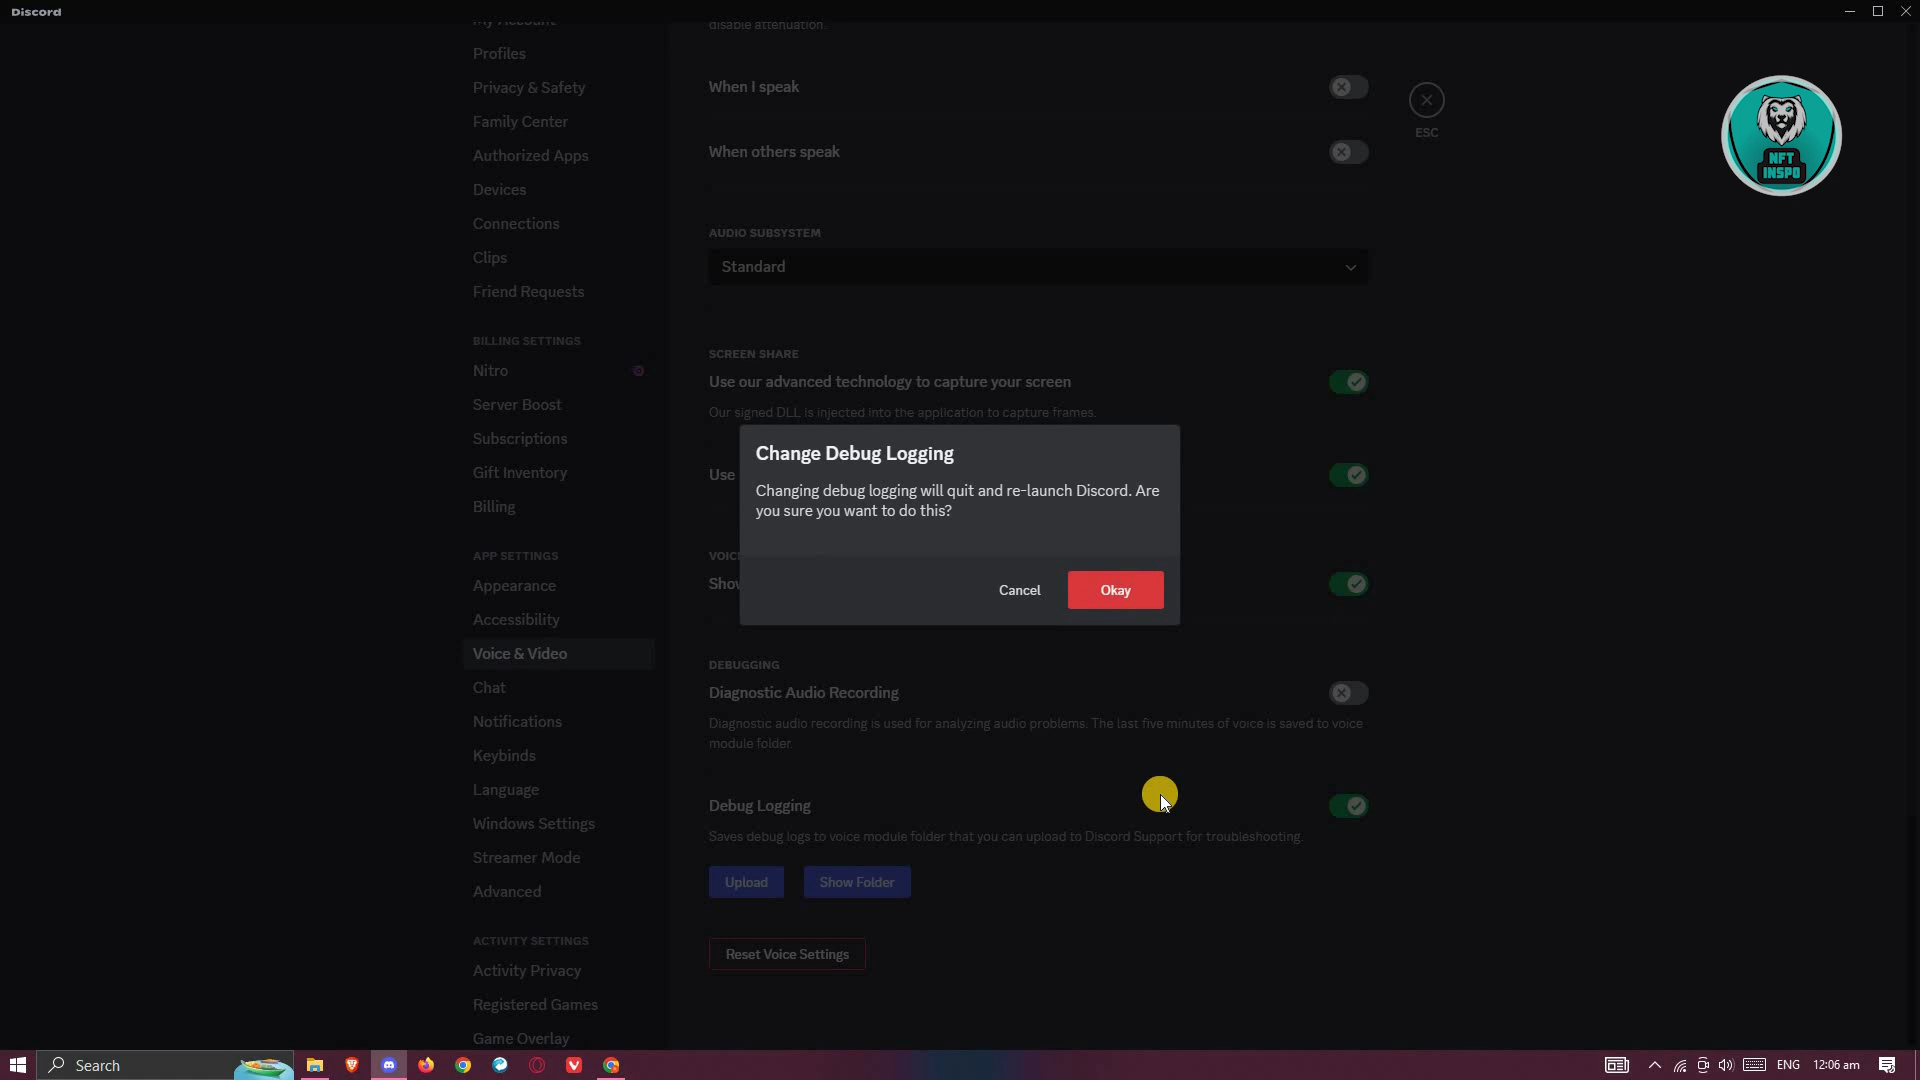 Discord
My Account
disable attenuation.
Profiles
Privacy & Safety
Family Center
Authorized Apps
Devices
Connections
Clips
Friend Requests
BILLING SETTINGS
Nitro
Server Boost
Subscriptions
Gift Inventory
Billing
APP SETTINGS
Appearance
Accessibility
Voice & Video
Chat
Notifications
Keybinds
Language
Windows Settings
Streamer Mode
Advanced
ACTIVITY SETTINGS
Activity Privacy
Registered Games
Game Overlay
When I speak
When others speak
AUDIO SUBSYSTEM
Standard
SCREEN SHARE
Use our advanced technology to capture your screen
Our signed DLL is injected into the application to capture frames.
Use
Change Debug Logging
Changing debug logging will quit and re-launch Discord. Are
you sure you want to do this?
Cancel
Okay
DEBUGGING
Diagnostic Audio Recording
Diagnostic audio recording is used for analyzing audio problems. The last five minutes of voice is saved to voice
module folder.
Debug Logging
Saves debug logs to voice module folder that you can upload to Discord Support for troubleshooting.
Upload
Show Folder
Reset Voice Settings
ESC
NFT
INSPO
Search
ENG
12:06 am